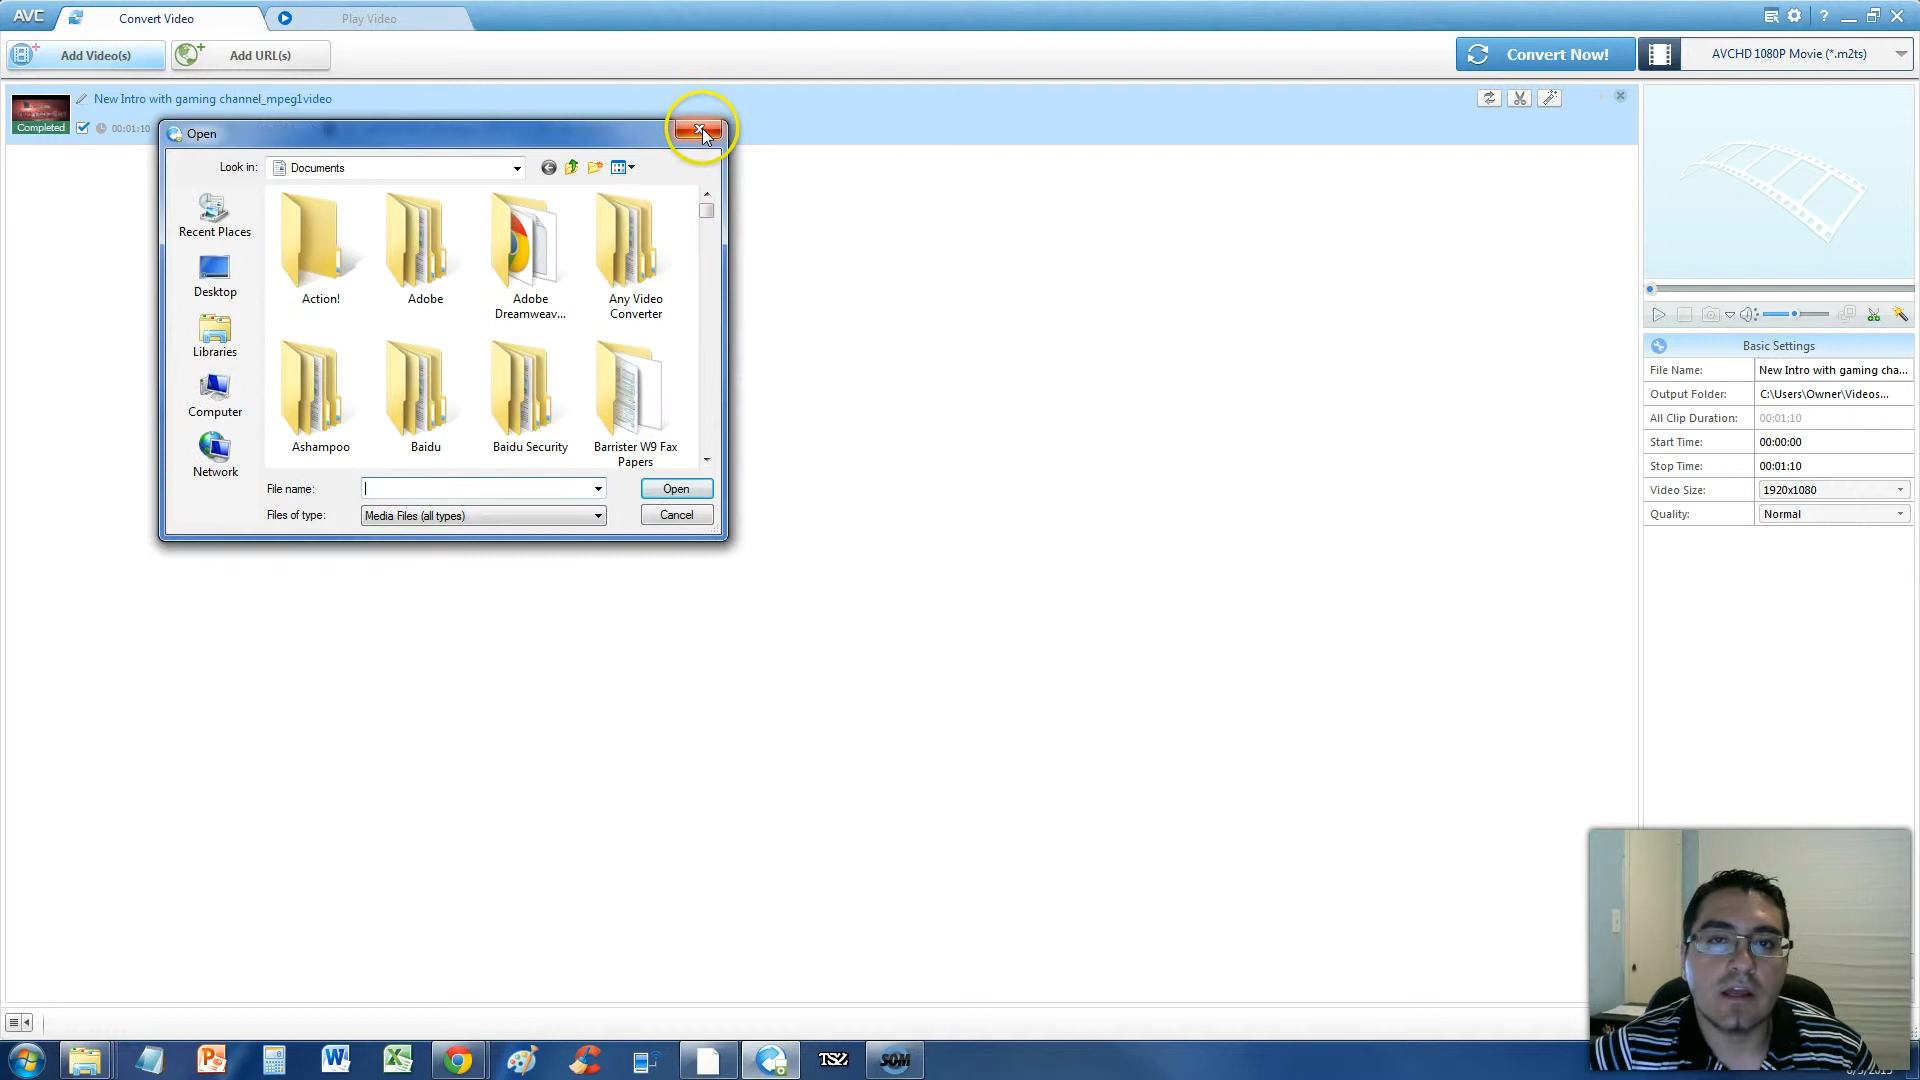 AVC
Convert Video
Play Video
Add Video(s)
Add URL(s)
Convert Now!
AVCHD 1080P Movie (*.m2ts)
New Intro with gaming channel_mpeg1video
Completed
00:01:10
Open
Look in:
Documents
Recent Places
Desktop
Libraries
Computer
Network
Action!
Adobe
Adobe Dreamweav...
Any Video Converter
Ashampoo
Baidu
Baidu Security
Barrister W9 Fax Papers
File name:
Open
Files of type:
Media Files (all types)
Cancel
Basic Settings
File Name:
New Intro with gaming cha...
Output Folder:
C:\Users\Owner\Videos...
All Clip Duration:
00:01:10
Start Time:
00:00:00
Stop Time:
00:01:10
Video Size:
1920x1080
Quality:
Normal
TSZ
SOM